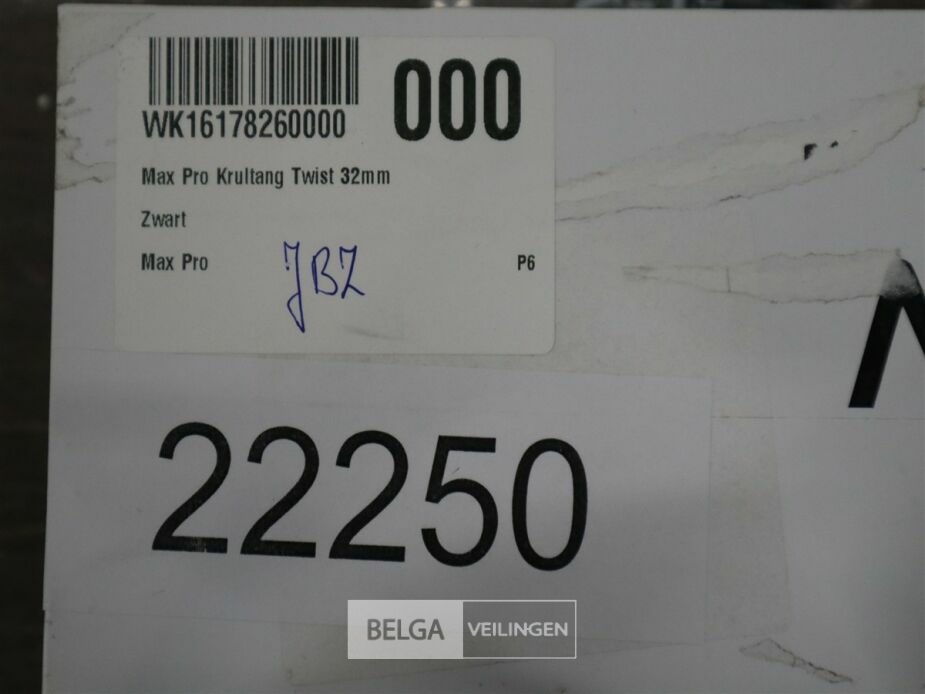 WK16178260000
000
Max Pro Krultang Twist 32mm
Zwart
Max Pro
JBZ
P6
22250
BELGA VEILINGEN